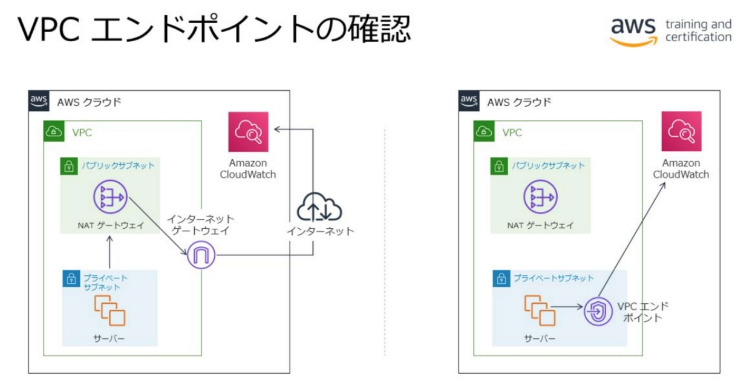 VPC エンドポイントの確認
aws training and
certification
aws AWS クラウド
VPC
パブリックサブネット
NAT ゲートウェイ
プライベート
サブネット
サーバー
インターネット
ゲートウェイ
Amazon
CloudWatch
インターネット
aws AWS クラウド
VPC
パブリックサブネット
NAT ゲートウェイ
プライベートサブネット
サーバー
VPC エンド
ポイント
Amazon
CloudWatch